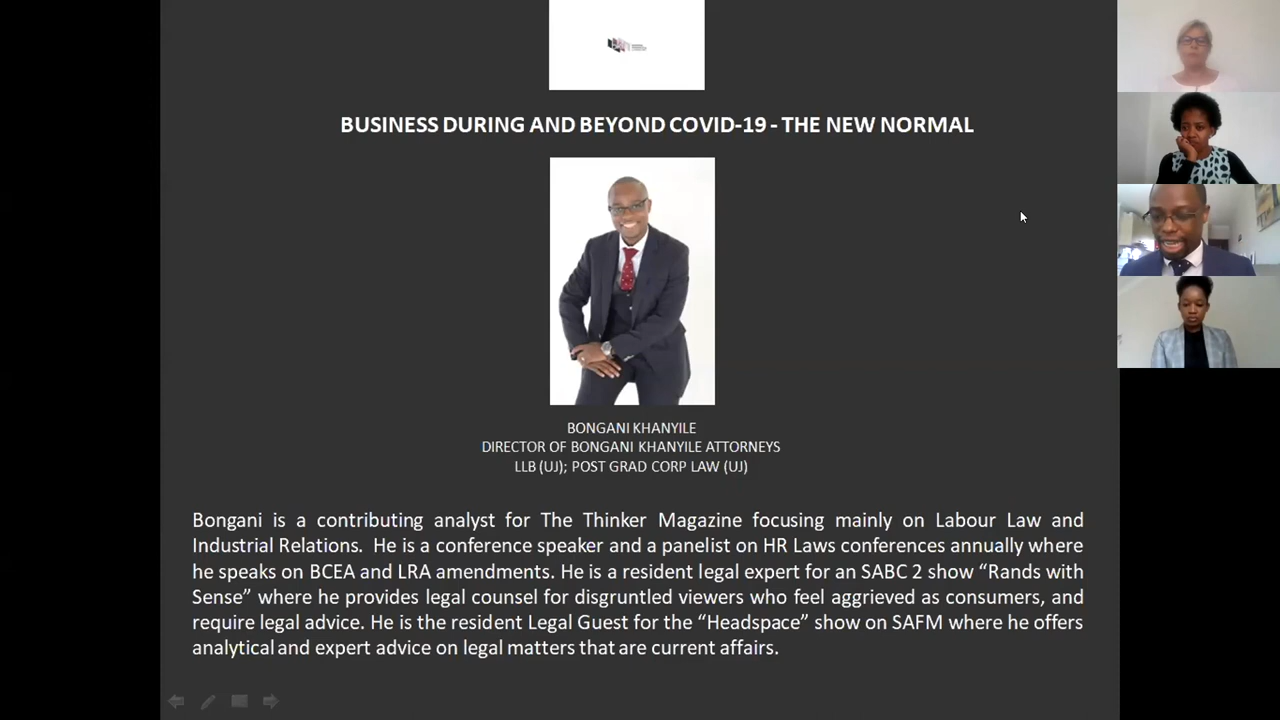 BUSINESS DURING AND BEYOND COVID-19 - THE NEW NORMAL
BONGANI KHANYILE
DIRECTOR OF BONGANI KHANYILE ATTORNEYS
LLB (UJ); POST GRAD CORP LAW (UJ)
Bongani is a contributing analyst for The Thinker Magazine focusing mainly on Labour Law and
Industrial Relations. He is a conference speaker and a panelist on HR Laws conferences annually where
he speaks on BCEA and LRA amendments. He is a resident legal expert for an SABC 2 show “Rands with
Sense” where he provides legal counsel for disgruntled viewers who feel aggrieved as consumers, and
require legal advice. He is the resident Legal Guest for the “Headspace” show on SAFM where he offers
analytical and expert advice on legal matters that are current affairs.